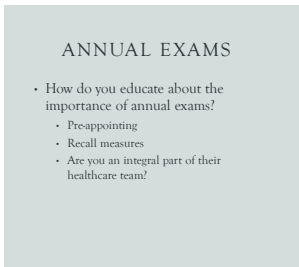 ANNUAL EXAMS
• How do you educate about the
importance of annual exams?
• Pre-appointing
• Recall measures
• Are you an integral part of their
healthcare team?